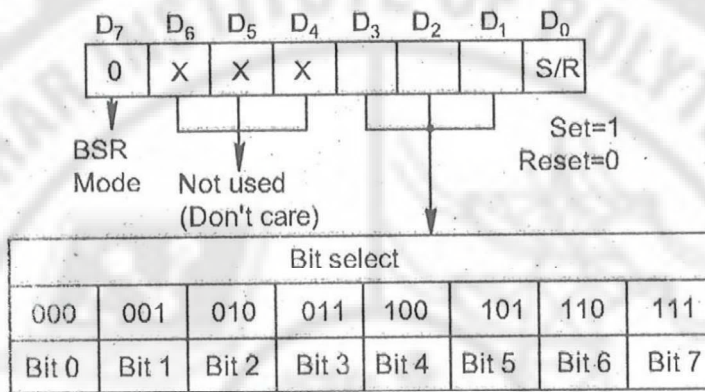 D7 D6 D5 D4 D3 D2 D1 D0
0 X X X S/R
BSR Mode
Not used (Don't care)
Set=1
Reset=0
Bit select
000 001 010 011 100 101 110 111
Bit 0 Bit 1 Bit 2 Bit 3 Bit 4 Bit 5 Bit 6 Bit 7